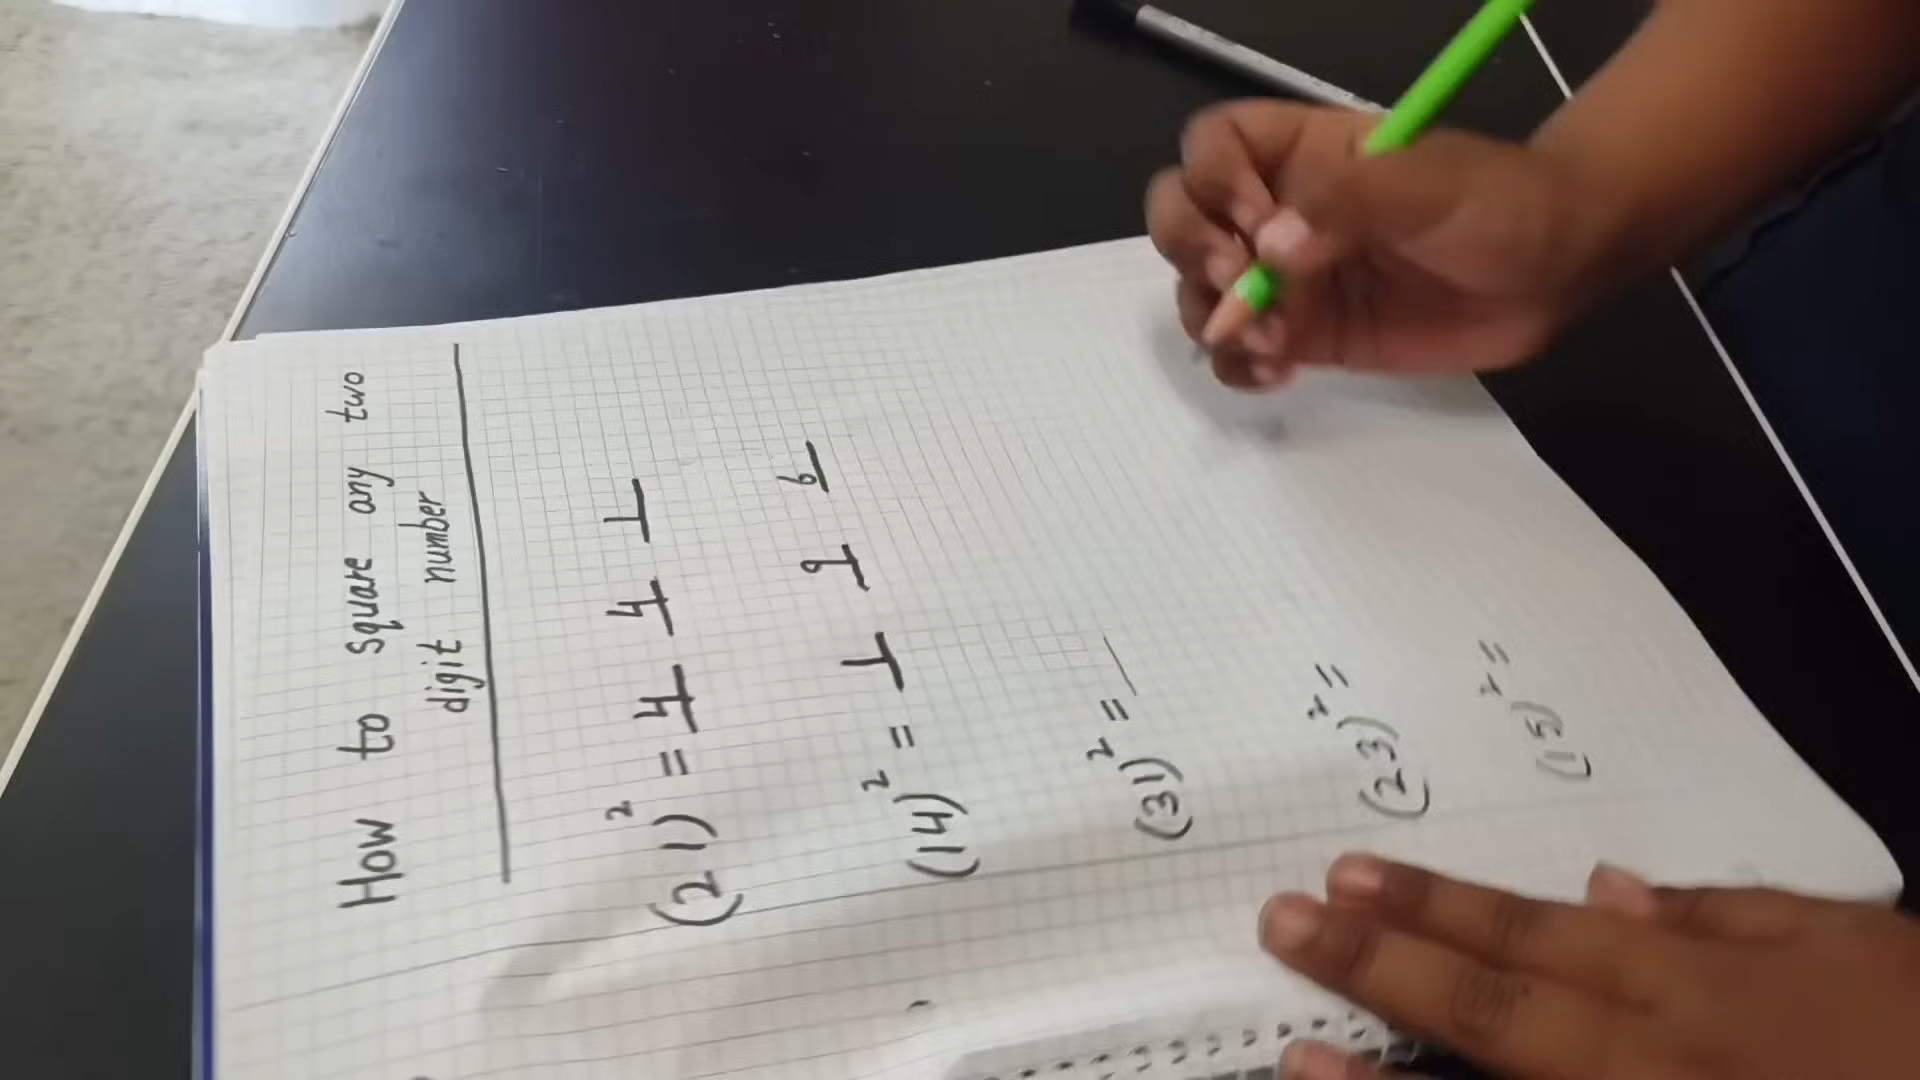 How to square any two
digit number
(21)² = 4 4 1
(14)² = 1 9 6
(31)² = _
(23)² =
(15)² =